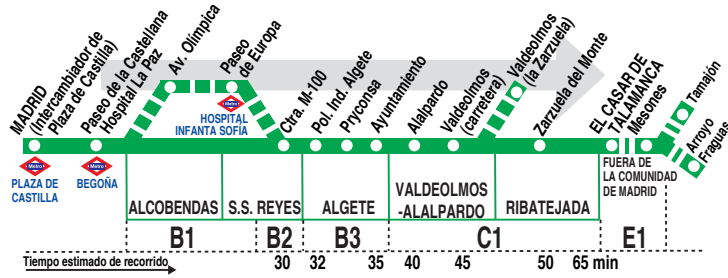 MADRID
(Intercambiador de
Plaza de Castilla)
Paseo de la Castellana
Hospital La Paz
Av. Olímpica
Paseo
de Europa
Ctra. M-100
Pol. Ind. Algete
Pryconsa
Ayuntamiento
Alalpardo
Valdeolmos
(carretera)
Valdeolmos
(la Zarzuela)
Zarzuela del Monte
EL CASAR DE
TALAMANCA
Mesones
Tamajón
Arroyo
Fraguas
Metro
PLAZA DE
CASTILLA
Metro
BEGOÑA
Metro
HOSPITAL
INFANTA SOFÍA
FUERA DE
LA COMUNIDAD
DE MADRID
ALCOBENDAS
S.S. REYES
ALGETE
VALDEOLMOS
-ALALPARDO
RIBATEJADA
B1 B2 B3 C1 E1
Tiempo estimado de recorrido 30 32 35 40 45 50 65 min